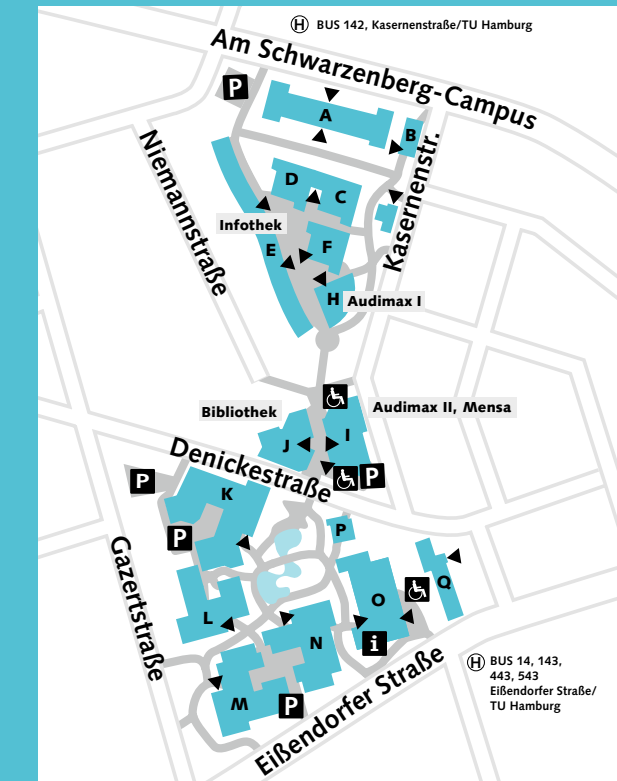 H BUS 142, Kasernenstraße/TU Hamburg
Am Schwarzenberg-Campus
P
A
B
Kasernenstr.
Niemannstraße
D
C
Infothek
E
F
H
Audimax I
Bibliothek
Audimax II, Mensa
J
I
P
Denickestraße
P
K
P
P
Gazertstraße
L
O
Q
N
i
M
P
Eißendorfer Straße
H BUS 14, 143,
443, 543
Eißendorfer Straße/
TU Hamburg